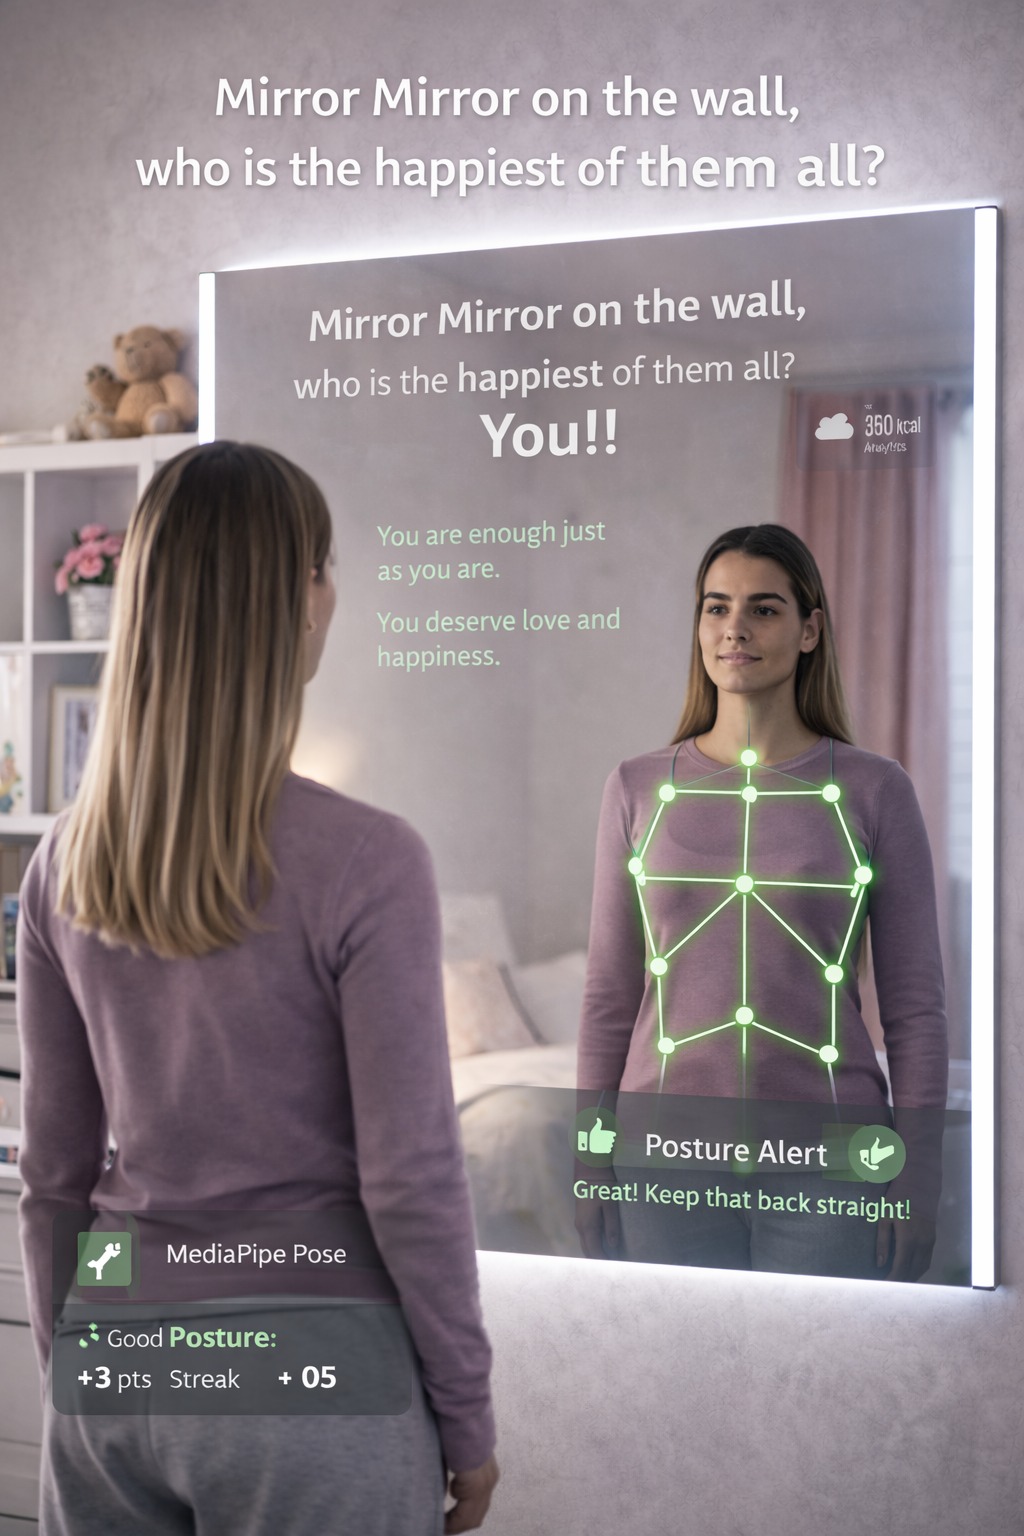 Mirror Mirror on the wall,
who is the happiest of them all?
Mirror Mirror on the wall,
who is the happiest of them all?
You!!
360 kcal
You are enough just
as you are.
You deserve love and
happiness.
Posture Alert
Great! Keep that back straight!
MediaPipe Pose
Good Posture:
+3 pts Streak + 05